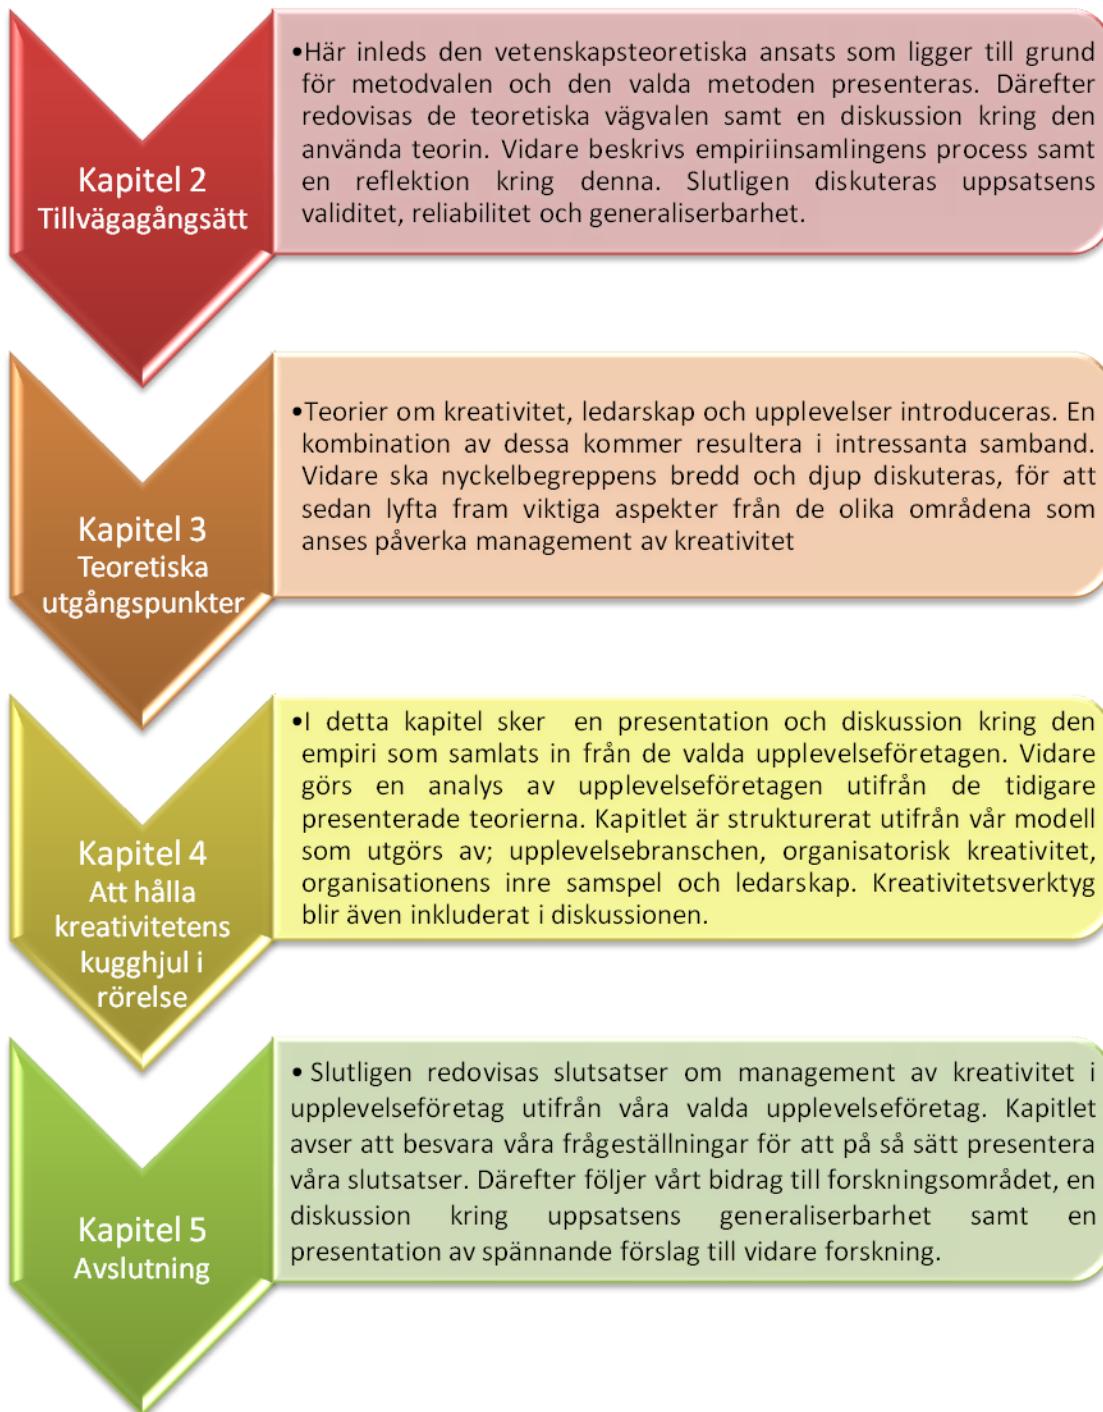 Kapitel 2
Tillvägagångsätt
•Här inleds den vetenskapsteoretiska ansats som ligger till grund
för metodvalen och den valda metoden presenteras. Därefter
redovisas de teoretiska vägvalen samt en diskussion kring den
använda teorin. Vidare beskrivs empiriinsamlingens process samt
en reflektion kring denna. Slutligen diskuteras uppsatsens
validitet, reliabilitet och generaliserbarhet.
Kapitel 3
Teoretiska
utgångspunkter
•Teorier om kreativitet, ledarskap och upplevelser introduceras. En
kombination av dessa kommer resultera i intressanta samband.
Vidare ska nyckelbegreppens bredd och djup diskuteras, för att
sedan lyfta fram viktiga aspekter från de olika områdena som
anses påverka management av kreativitet
Kapitel 4
Att hålla
kreativitetens
kugghjul i
rörelse
•I detta kapitel sker en presentation och diskussion kring den
empiri som samlats in från de valda upplevelseföretagen. Vidare
görs en analys av upplevelseföretagen utifrån de tidigare
presenterade teorierna. Kapitlet är strukturerat utifrån vår modell
som utgörs av; upplevelsebranschen, organisatorisk kreativitet,
organisationens inre samspel och ledarskap. Kreativitetsverktyg
blir även inkluderat i diskussionen.
Kapitel 5
Avslutning
• Slutligen redovisas slutsatser om management av kreativitet i
upplevelseföretag utifrån våra valda upplevelseföretag. Kapitlet
avser att besvara våra frågeställningar för att på så sätt presentera
våra slutsatser. Därefter följer vårt bidrag till forskningsområdet, en
diskussion kring uppsatsens generaliserbarhet samt en
presentation av spännande förslag till vidare forskning.